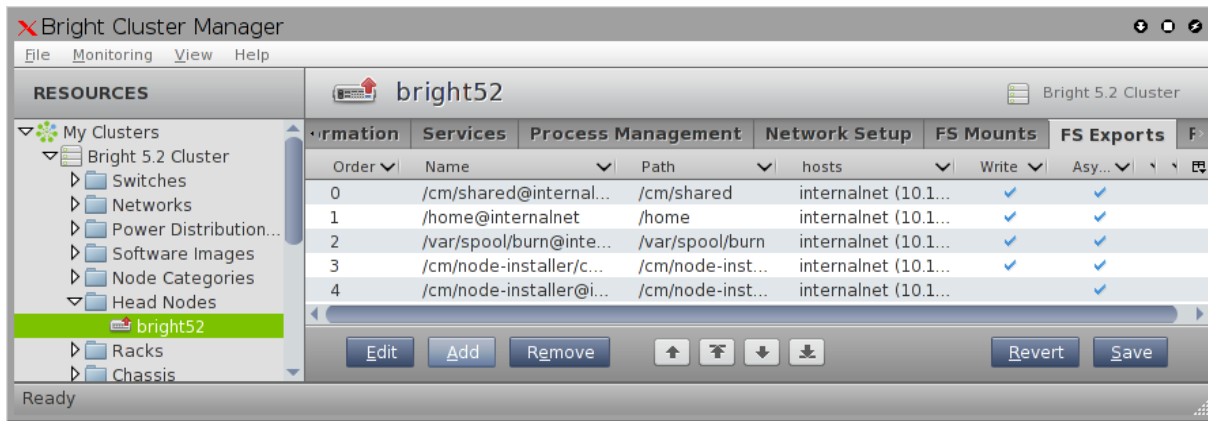 Bright Cluster Manager
File Monitoring View Help
RESOURCES
My Clusters
Bright 5.2 Cluster
Switches
Networks
Power Distribution...
Software Images
Node Categories
Head Nodes
bright52
Racks
Chassis
bright52 Bright 5.2 Cluster
rmation Services Process Management Network Setup FS Mounts FS Exports
Order Name Path hosts Write Asy...
0 /cm/shared@internal... /cm/shared internalnet (10.1...
1 /home@internalnet /home internalnet (10.1...
2 /var/spool/burn@inte... /var/spool/burn internalnet (10.1...
3 /cm/node-installer/c... /cm/node-inst... internalnet (10.1...
4 /cm/node-installer@i... /cm/node-inst... internalnet (10.1...
Edit Add Remove Revert Save
Ready